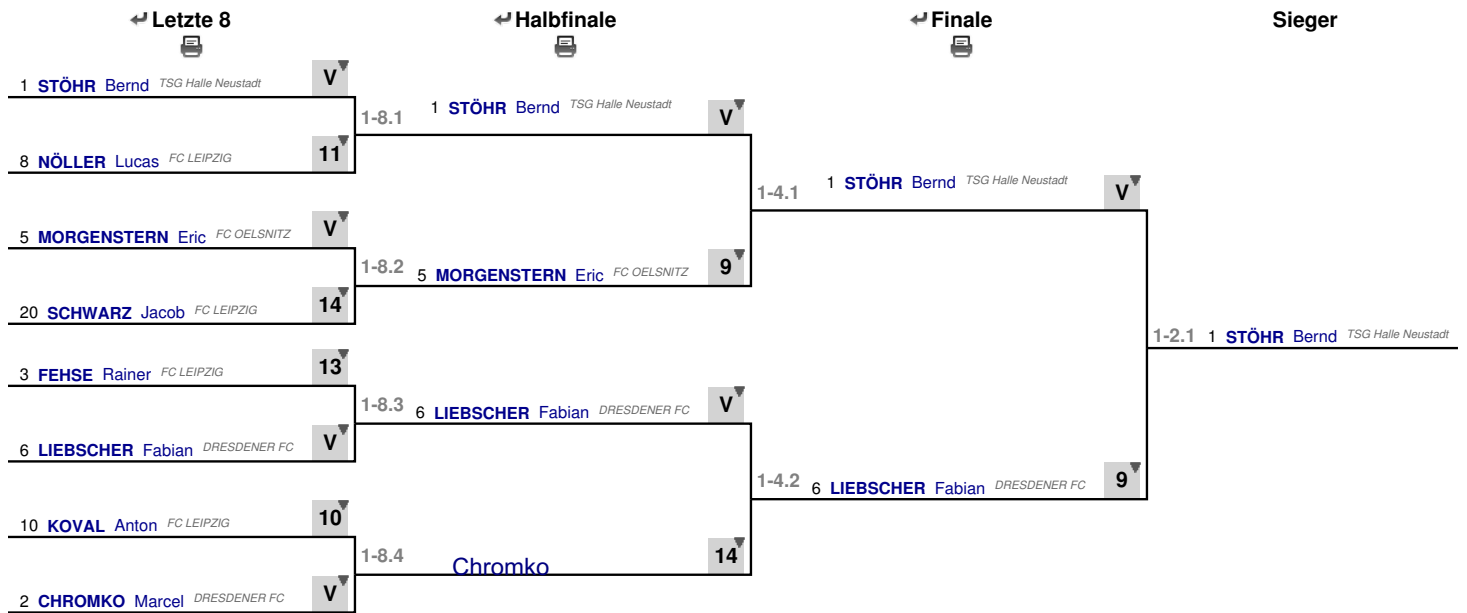 Letzte 8
Halbfinale
Finale
Sieger
1 STÖHR Bernd TSG Halle Neustadt V
1-8.1 1 STÖHR Bernd TSG Halle Neustadt V
8 NÖLLER Lucas FC LEIPZIG 11
1-4.1 1 STÖHR Bernd TSG Halle Neustadt V
5 MORGENSTERN Eric FC OELSNITZ V
1-8.2 5 MORGENSTERN Eric FC OELSNITZ 9
20 SCHWARZ Jacob FC LEIPZIG 14
1-2.1 1 STÖHR Bernd TSG Halle Neustadt
3 FEHSE Rainer FC LEIPZIG 13
1-8.3 6 LIEBSCHER Fabian DRESDENER FC V
6 LIEBSCHER Fabian DRESDENER FC V
1-4.2 6 LIEBSCHER Fabian DRESDENER FC 9
10 KOVAL Anton FC LEIPZIG 10
1-8.4 Chromko 14
2 CHROMKO Marcel DRESDENER FC V